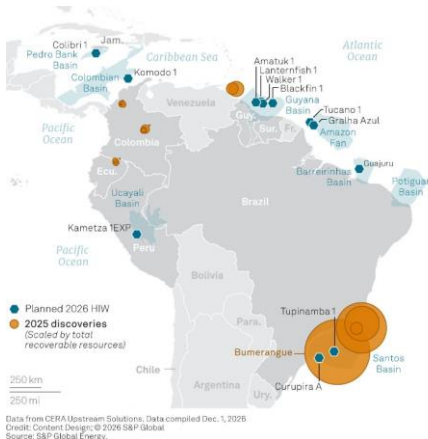 Colibri 1
Jam.
Pedro Bank
Basin
Caribbean Sea
Atlantic
Ocean
Colombian
Basin
Komodo 1
Amatuk 1
Lanternfish 1
Walker 1
Blackfin 1
Guyana
Basin
Venezuela
Tucano 1
Gralha Azul
Guy.
Sur.
Fr.
Amazon
Fan
Pacific
Ocean
Colombia
Guajuru
Barreirinhas
Basin
Potiguar
Basin
Ecu.
Ucayali
Basin
Brazil
Kametza 1EXP
Peru
Pacific
Ocean
Bolivia
Planned 2026 HIW
2025 discoveries
(Scaled by total
recoverable resources)
Tupinamba 1
Para.
Bumerangue
Santos
Basin
Chile
Curupira A
250 km
250 mi
Argentina
Ury.
Data from CERA Upstream Solutions. Data compiled Dec. 1, 2026
Credit: Content Design; © 2026 S&P Global
Source: S&P Global Energy.